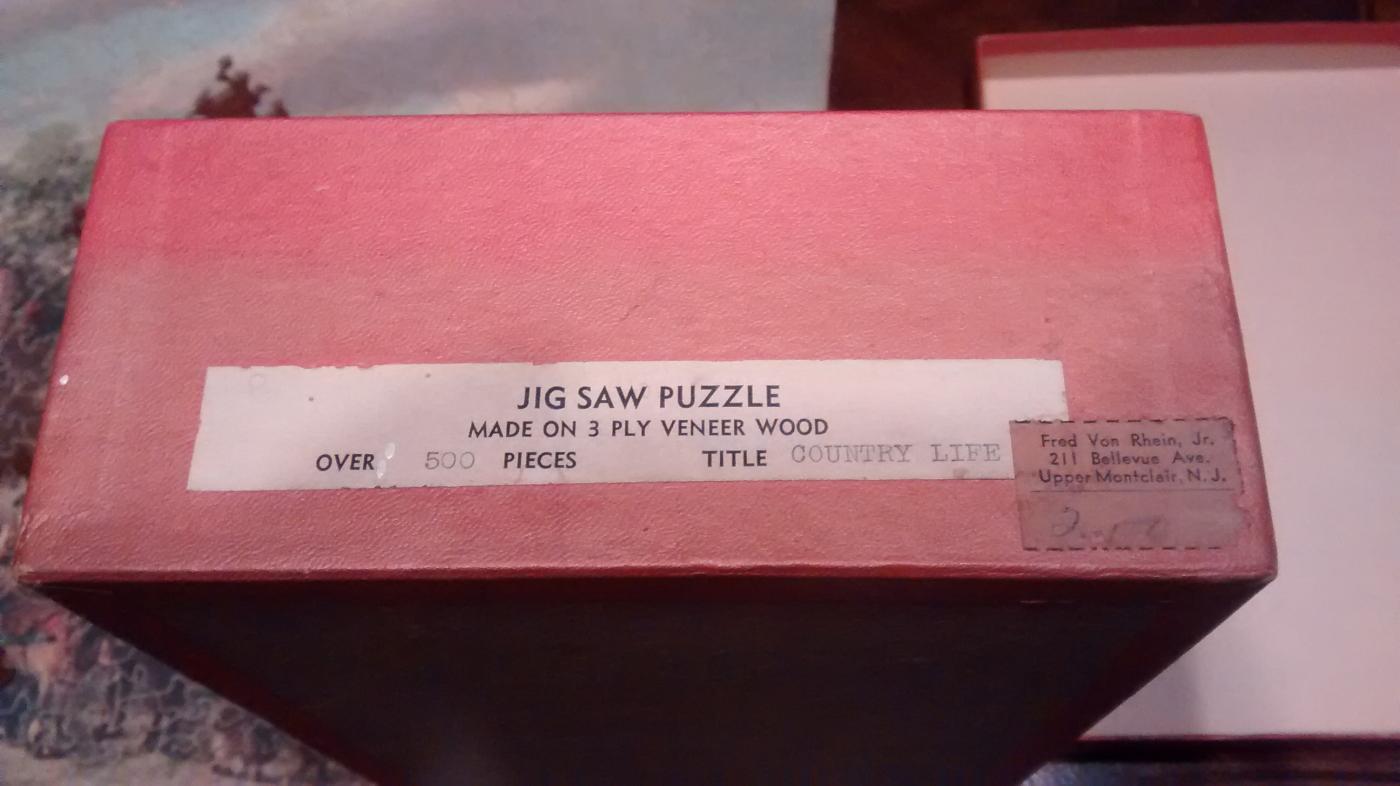 JIG SAW PUZZLE
MADE ON 3 PLY VENEER WOOD
OVER 500 PIECES TITLE COUNTRY LIFE
Fred Von Rhein, Jr.
211 Bellevue Ave.
Upper Montclair, N. J.